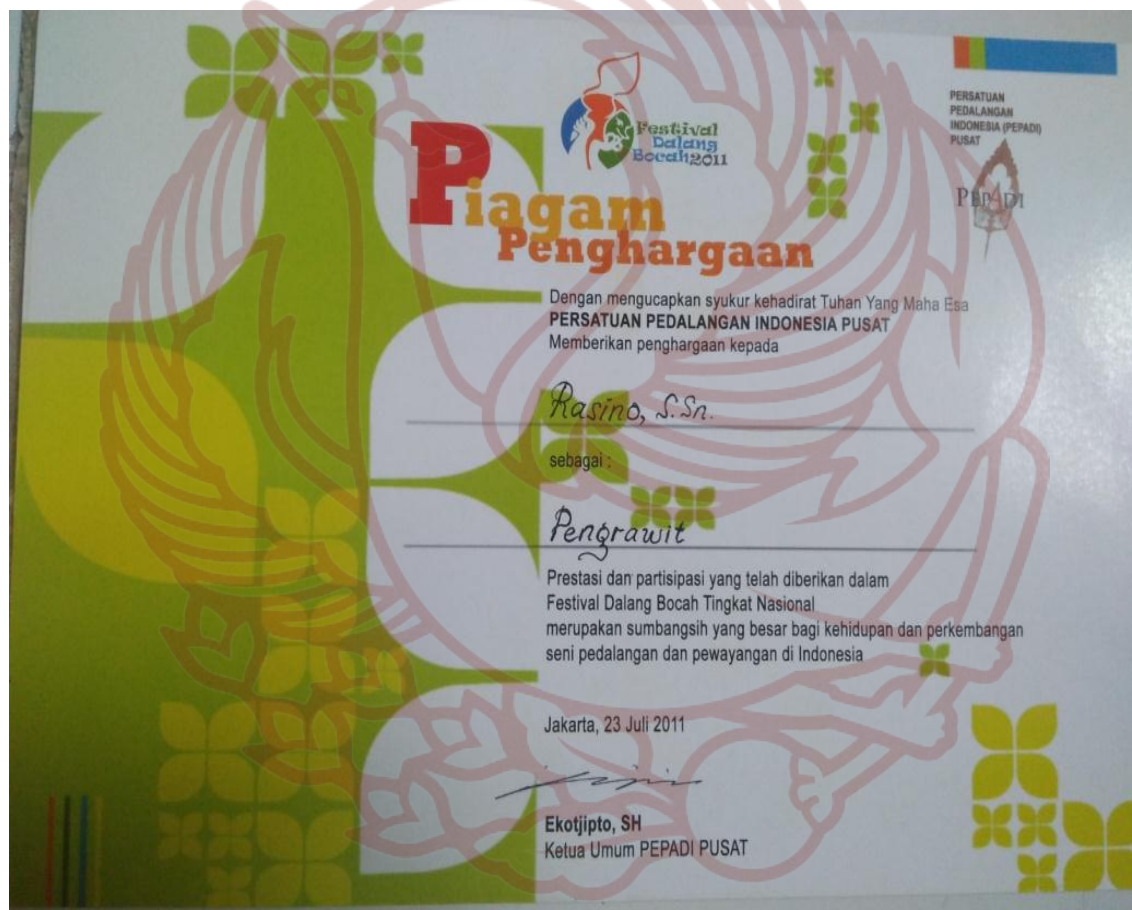 Festival
Dalang
Bocah2011
PERSATUAN
PEDALANGAN
INDONESIA (PEPADI)
PUSAT
PEPADI
Piagam
Penghargaan
Dengan mengucapkan syukur kehadirat Tuhan Yang Maha Esa
PERSATUAN PEDALANGAN INDONESIA PUSAT
Memberikan penghargaan kepada
Rasino, S.Sn.
sebagai :
Pengrawit
Prestasi dan partisipasi yang telah diberikan dalam
Festival Dalang Bocah Tingkat Nasional
merupakan sumbangsih yang besar bagi kehidupan dan perkembangan
seni pedalangan dan pewayangan di Indonesia
Jakarta, 23 Juli 2011
Ekotjipto, SH
Ketua Umum PEPADI PUSAT